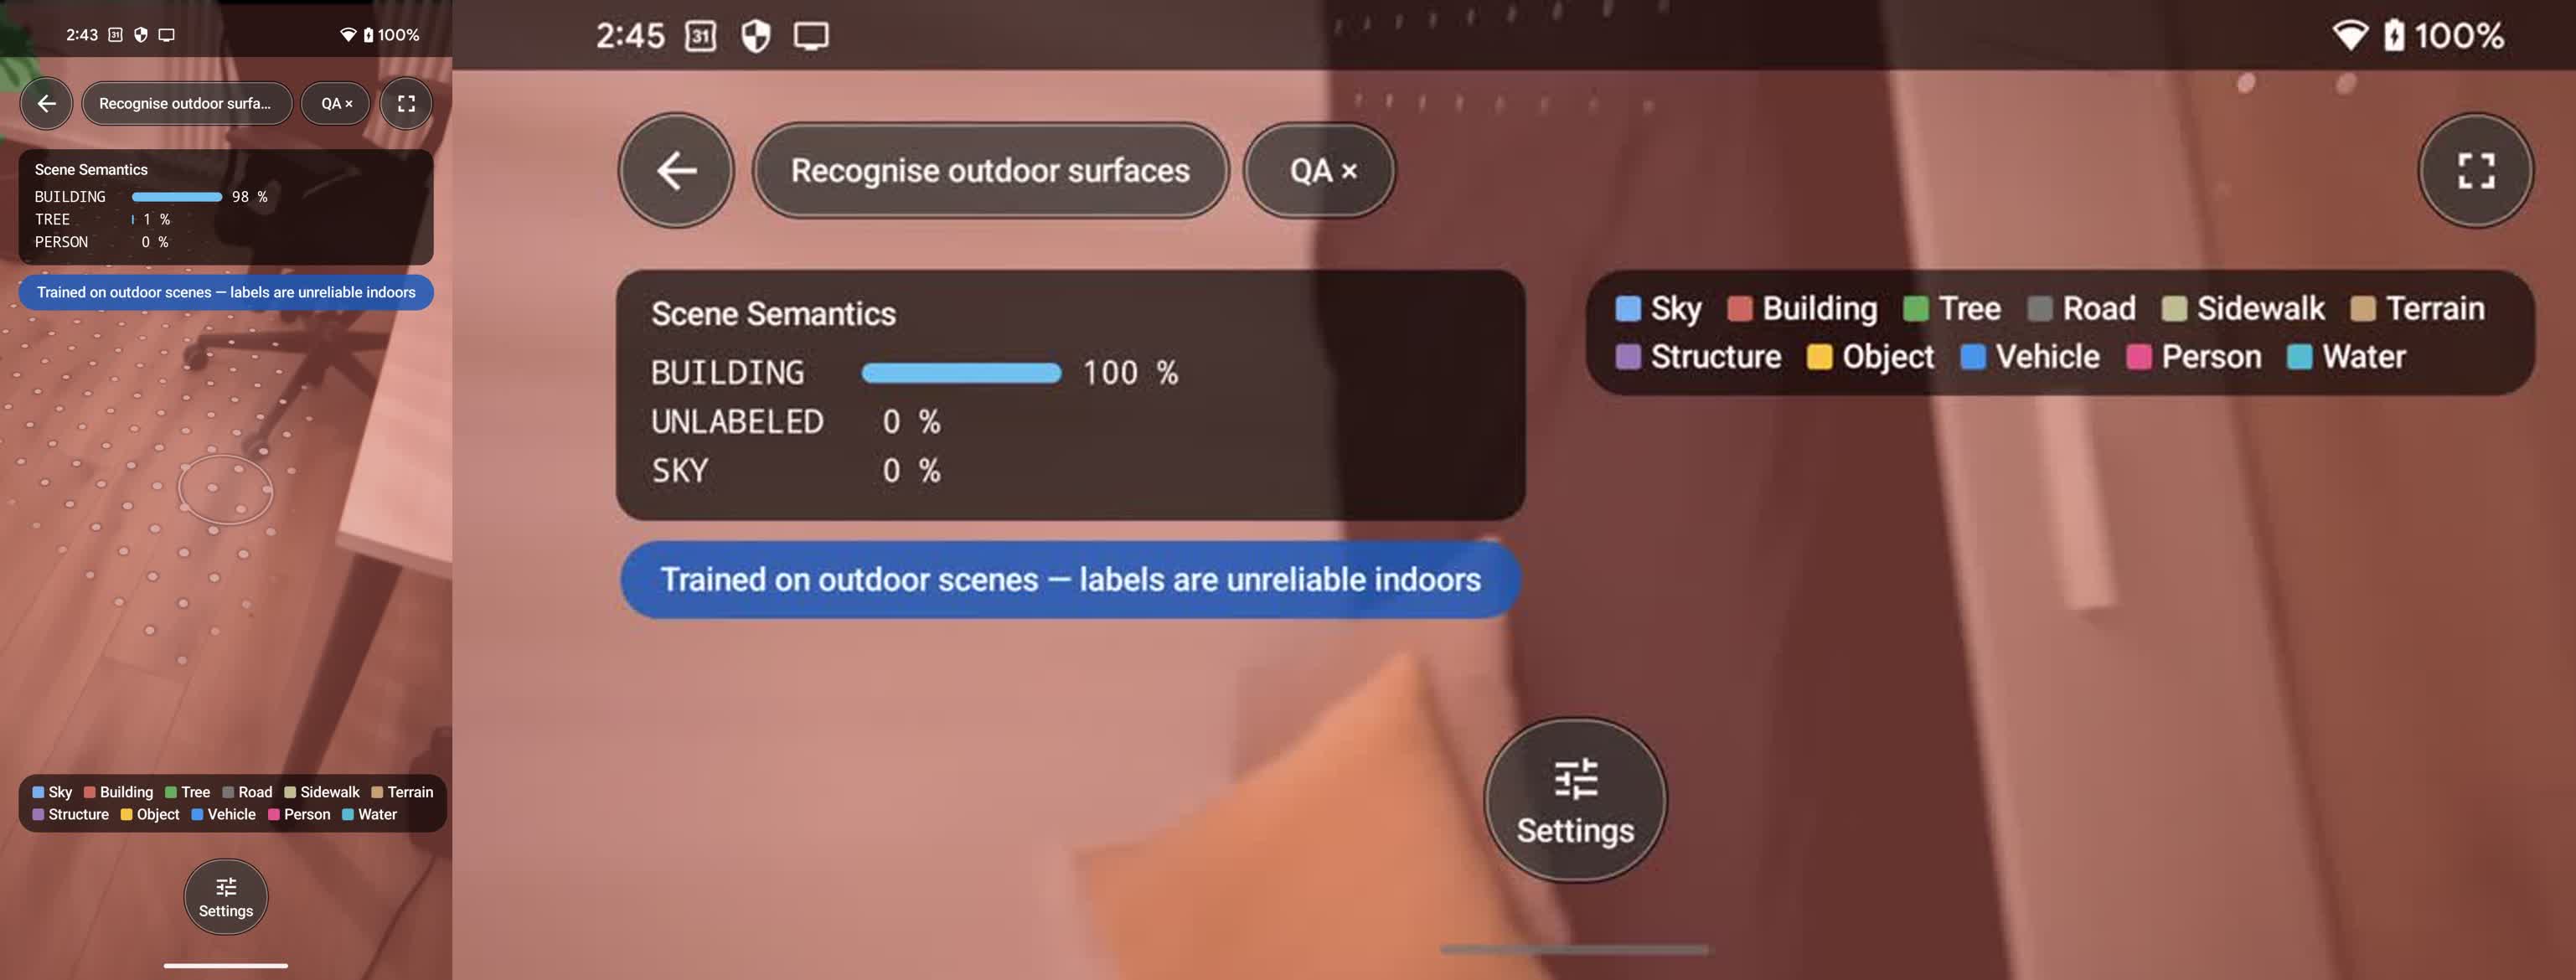 2:43 31 100%
Recognise outdoor surfa... QA ×
Scene Semantics
BUILDING 98 %
TREE 1 %
PERSON 0 %
Trained on outdoor scenes — labels are unreliable indoors
Sky Building Tree Road Sidewalk Terrain
Structure Object Vehicle Person Water
Settings
2:45 31 100%
Recognise outdoor surfaces QA ×
Scene Semantics
BUILDING 100 %
UNLABELED 0 %
SKY 0 %
Trained on outdoor scenes — labels are unreliable indoors
Sky Building Tree Road Sidewalk Terrain
Structure Object Vehicle Person Water
Settings